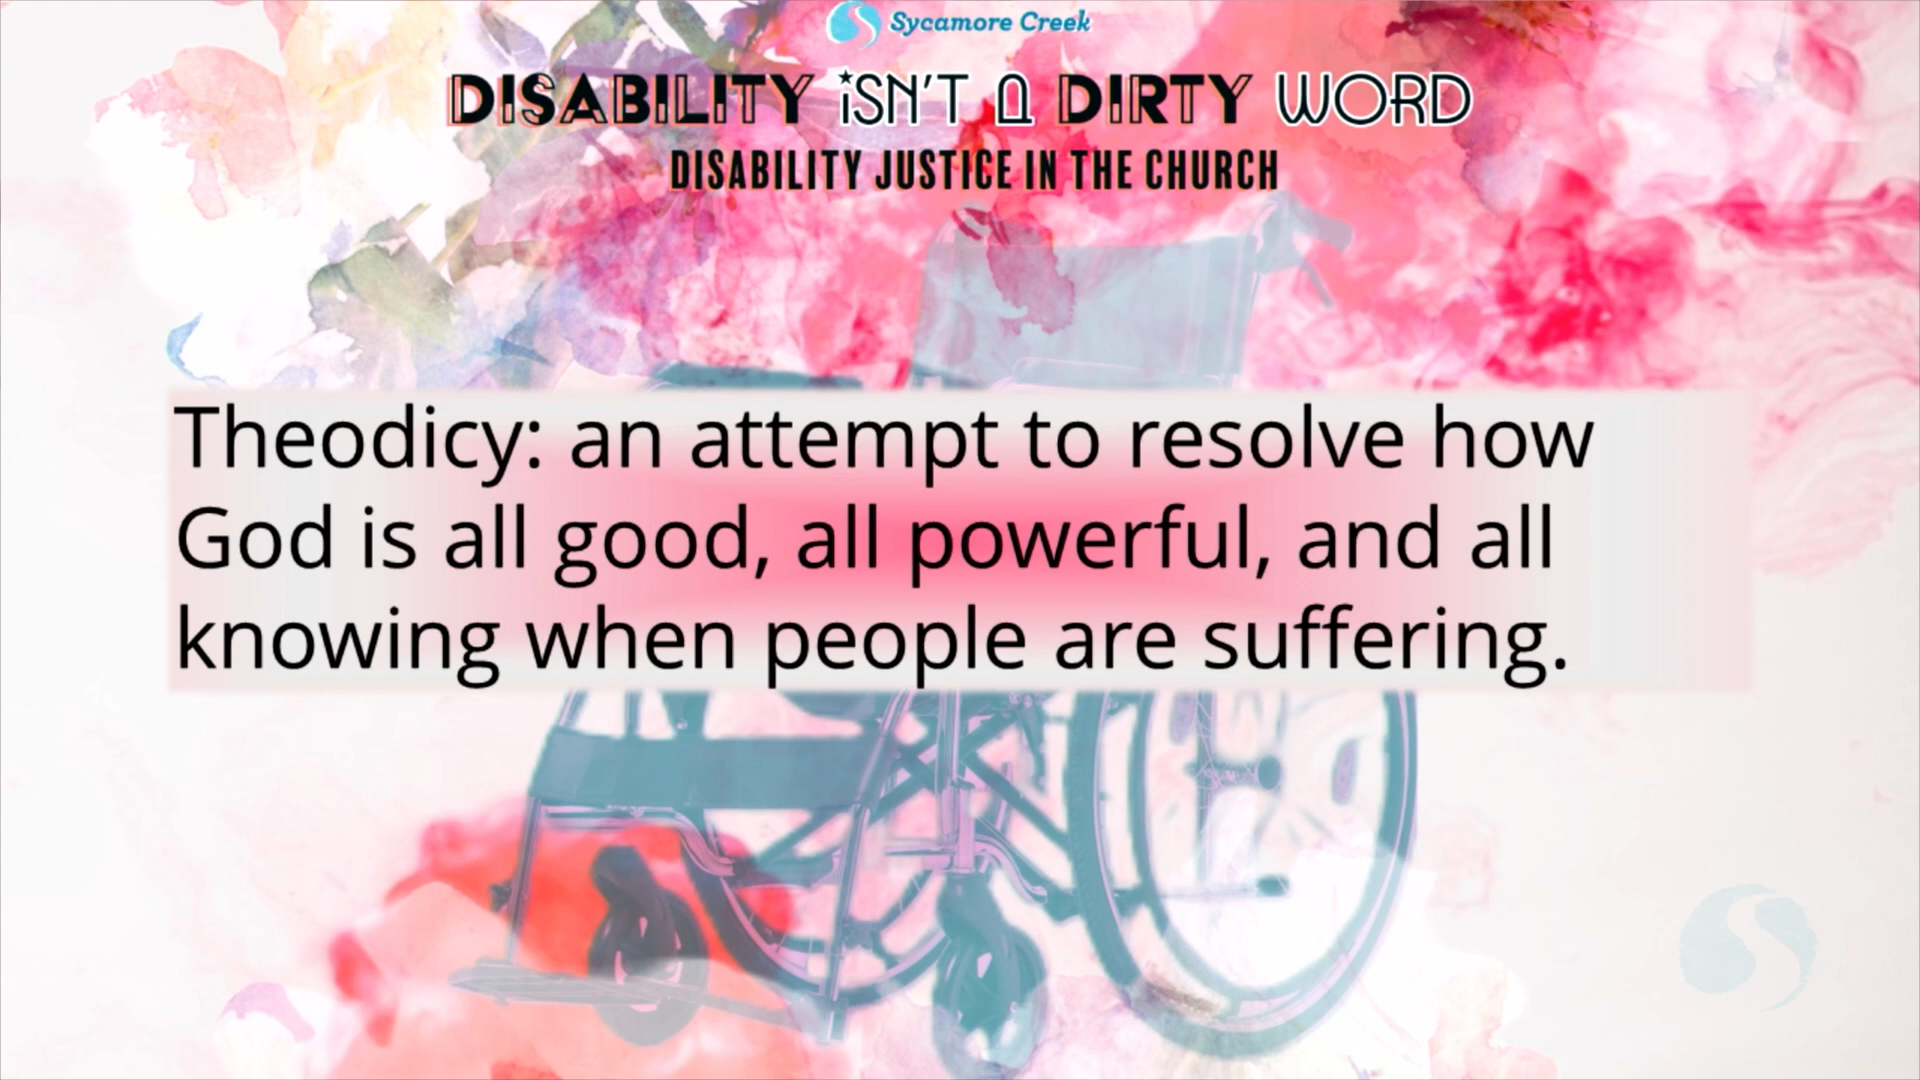 Sycamore Creek
DISABILITY iSN'T A DIRTY WORD
DISABILITY JUSTICE IN THE CHURCH
Theodicy: an attempt to resolve how
God is all good, all powerful, and all
knowing when people are suffering.